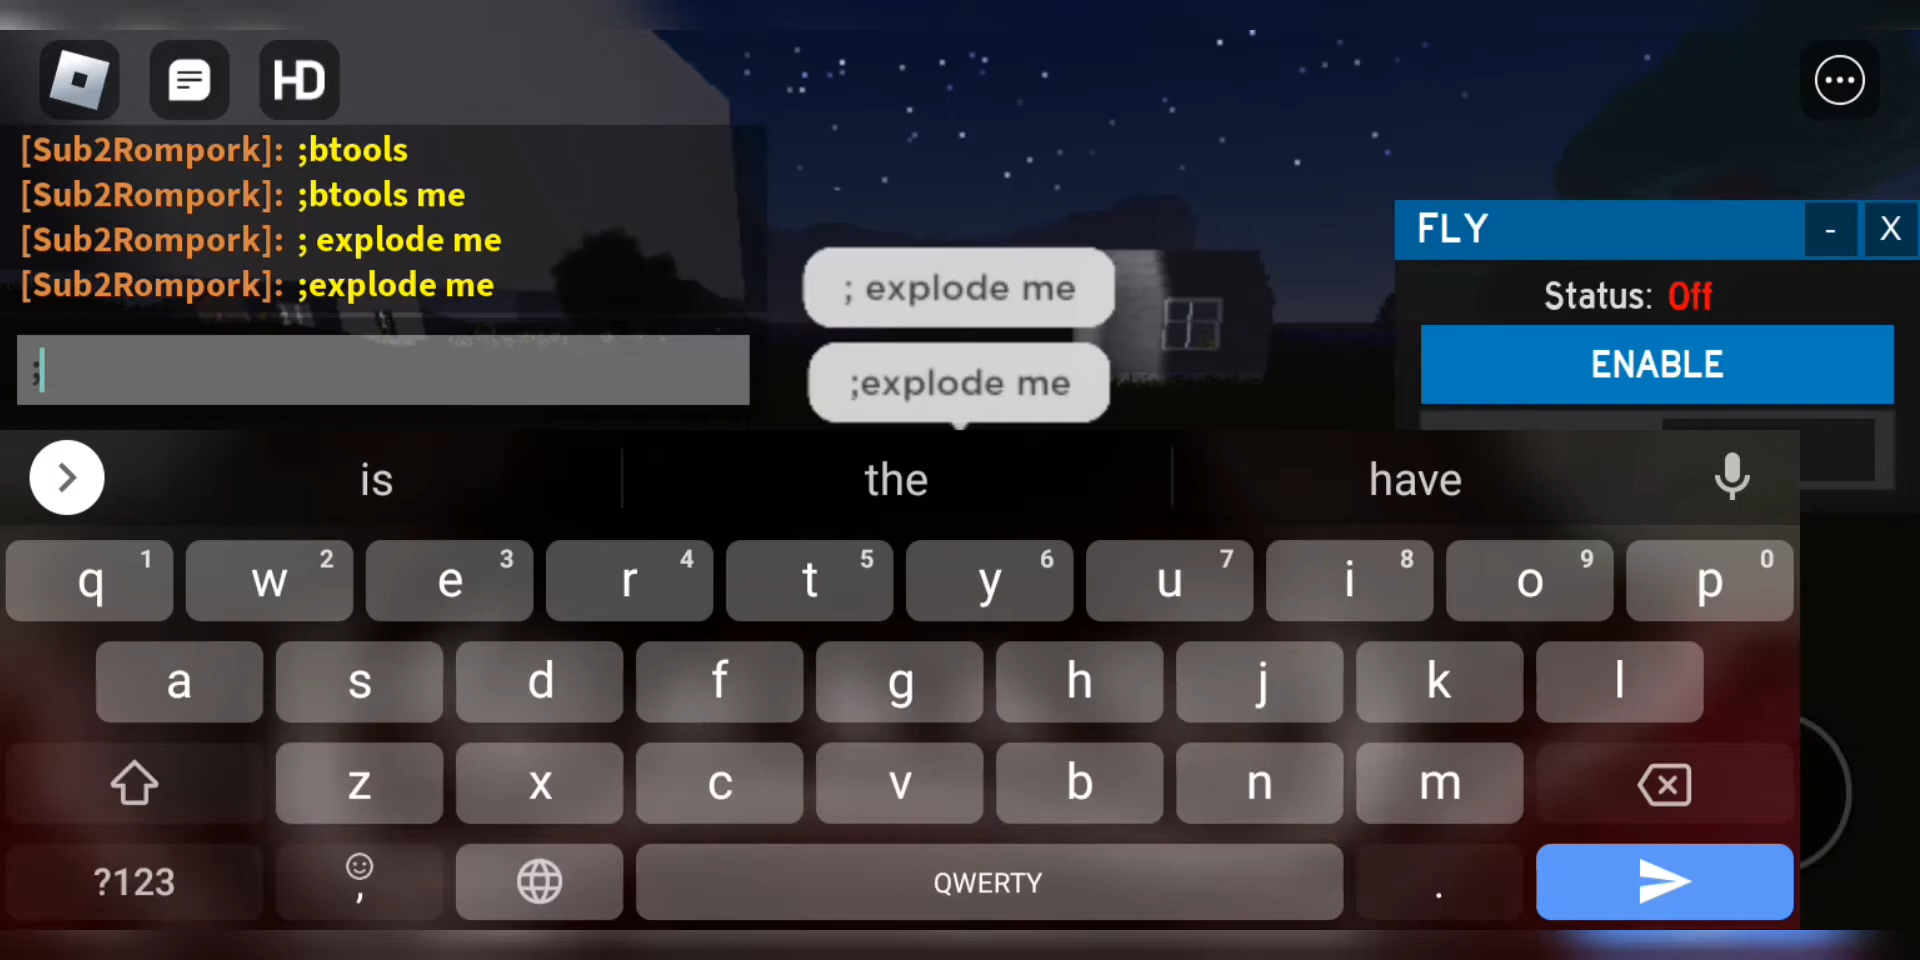 HD
[Sub2Rompork]: ;btools
[Sub2Rompork]: ;btools me
[Sub2Rompork]: ; explode me
[Sub2Rompork]: ;explode me
;
; explode me
;explode me
FLY - X
Status: Off
ENABLE
is the have
q 1 w 2 e 3 r 4 t 5 y 6 u 7 i 8 o 9 p 0
a s d f g h j k l
z x c v b n m
?123 , QWERTY .